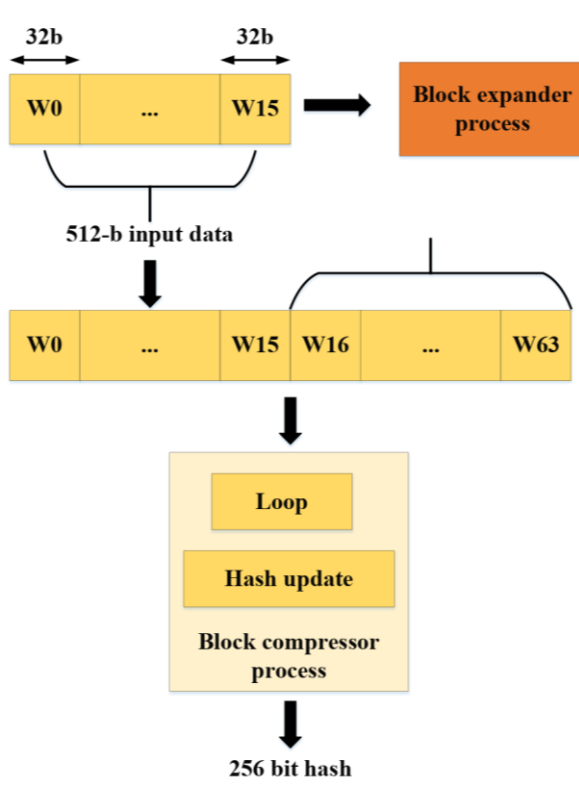 32b 32b
W0 ... W15
Block expander
process
512-b input data
W0 ... W15 W16 ... W63
Loop
Hash update
Block compressor
process
256 bit hash